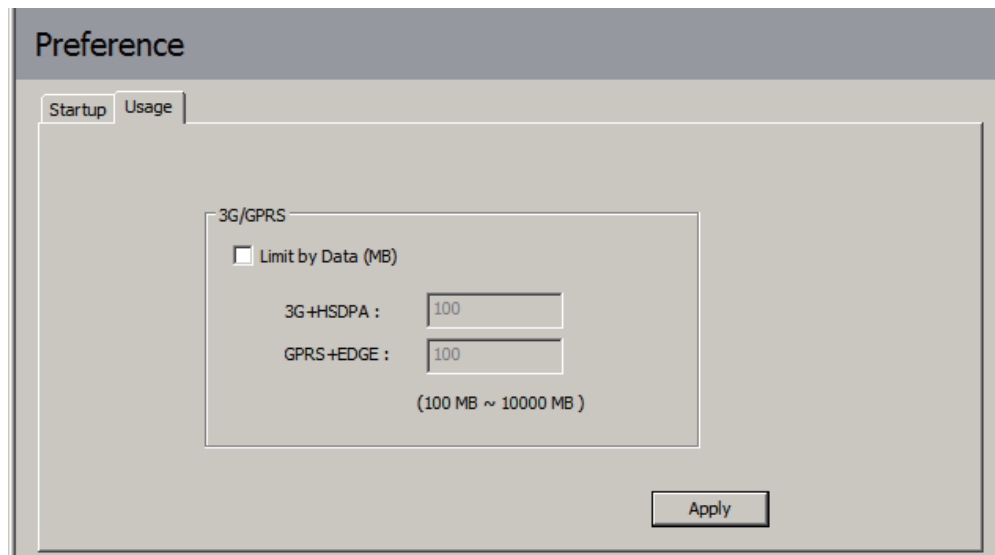 Preference
Startup Usage
3G/GPRS
Limit by Data (MB)
3G+HSDPA : 100
GPRS+EDGE : 100
(100 MB ~ 10000 MB )
Apply